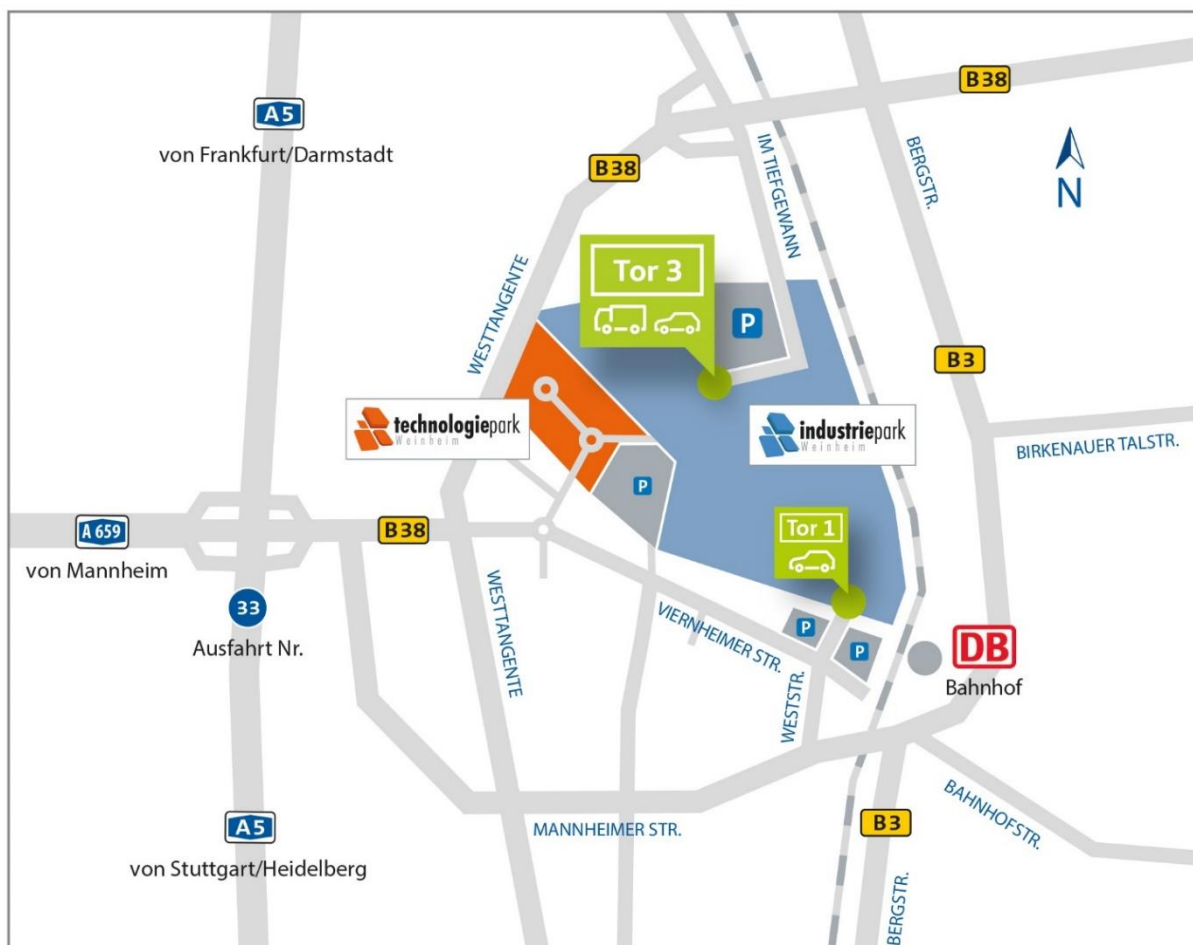 B38
A5
von Frankfurt/Darmstadt
B38
IM TIEFGEWANN
BERGSTR.
N
Tor 3
WESTTANGENTE
P
B3
technologiepark
Weinheim
industriepark
Weinheim
BIRKENAUER TALSTR.
P
A 659
von Mannheim
B38
Tor 1
33
Ausfahrt Nr.
WESTTANGENTE
VIERNHEIMER STR.
P
P
DB
Bahnhof
WESTSTR.
A5
von Stuttgart/Heidelberg
MANNHEIMER STR.
B3
BAHNHOFSTR.
BERGSTR.